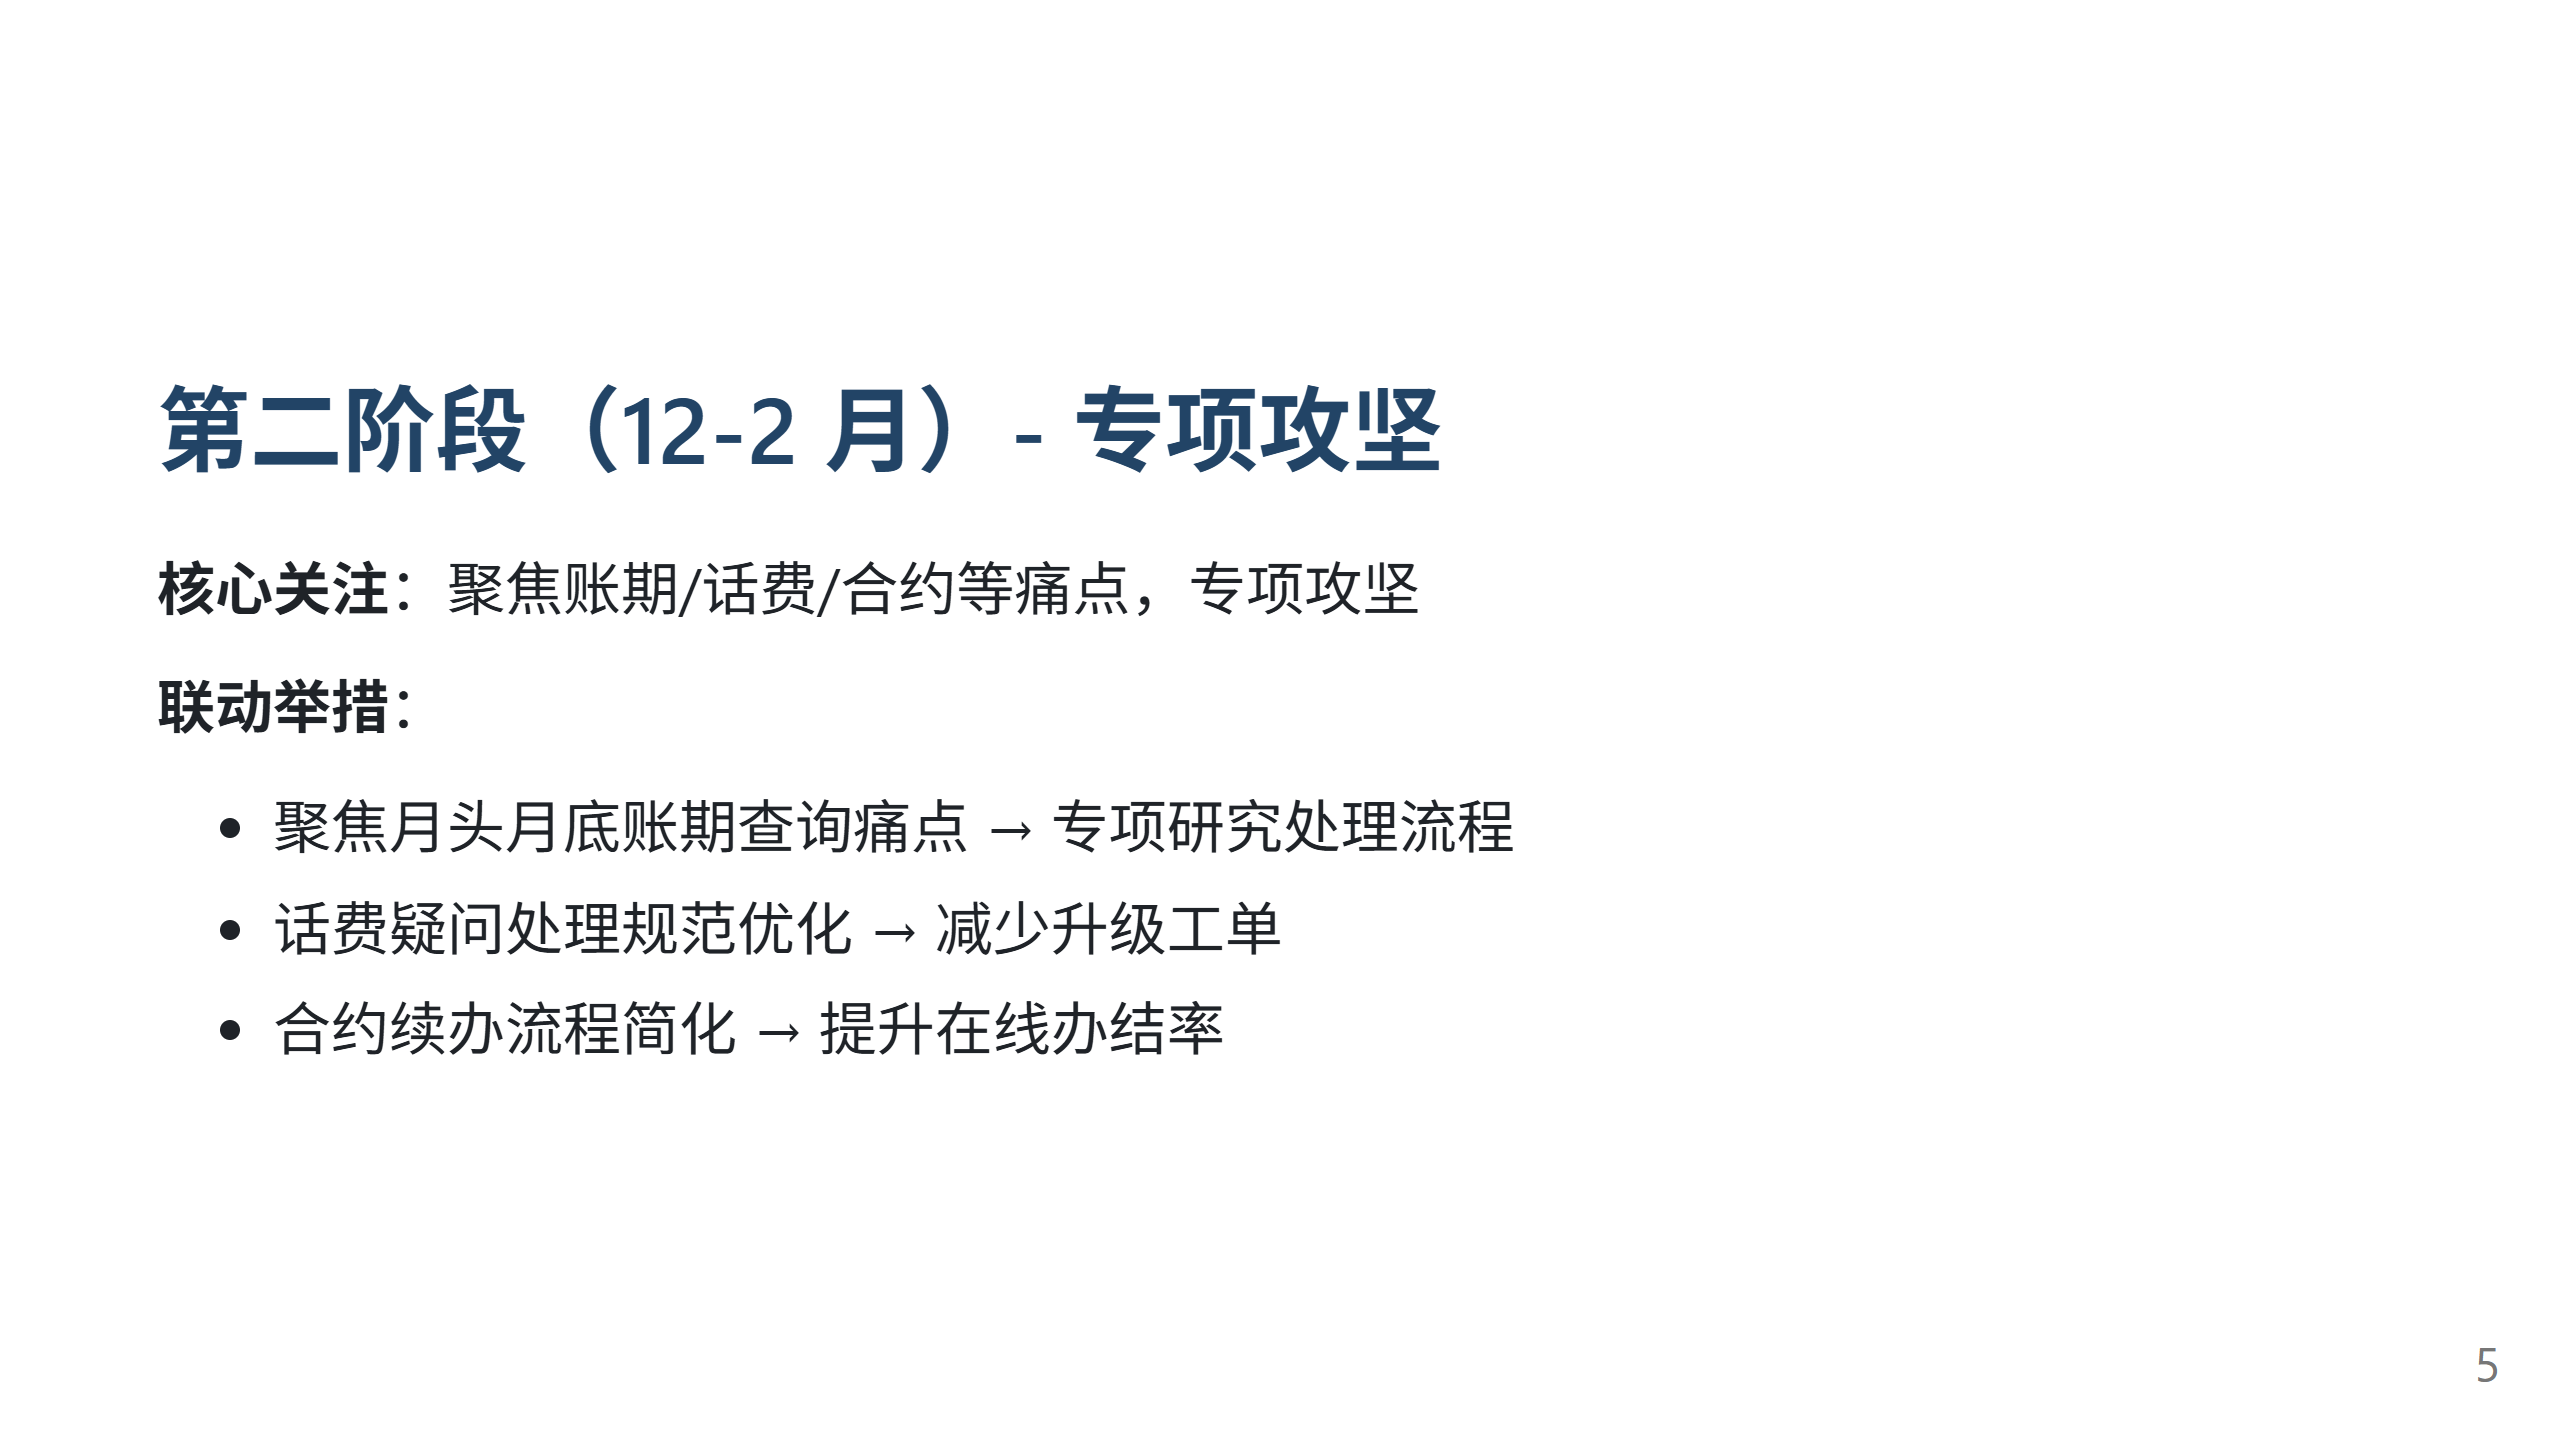 第二阶段（12-2 月） - 专项攻坚
核心关注：聚焦账期/话费/合约等痛点，专项攻坚
联动举措：
• 聚焦月头月底账期查询痛点 → 专项研究处理流程
• 话费疑问处理规范优化 → 减少升级工单
• 合约续办流程简化 → 提升在线办结率
5